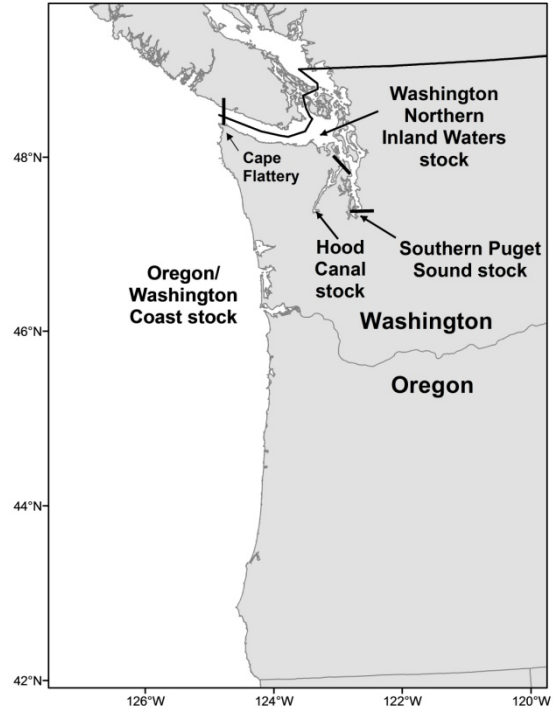 Washington
Northern
Inland Waters
stock
48°N
Cape
Flattery
Hood
Canal
stock
Southern Puget
Sound stock
Oregon/
Washington
Coast stock
Washington
46°N
Oregon
44°N
42°N
126°W
124°W
122°W
120°W